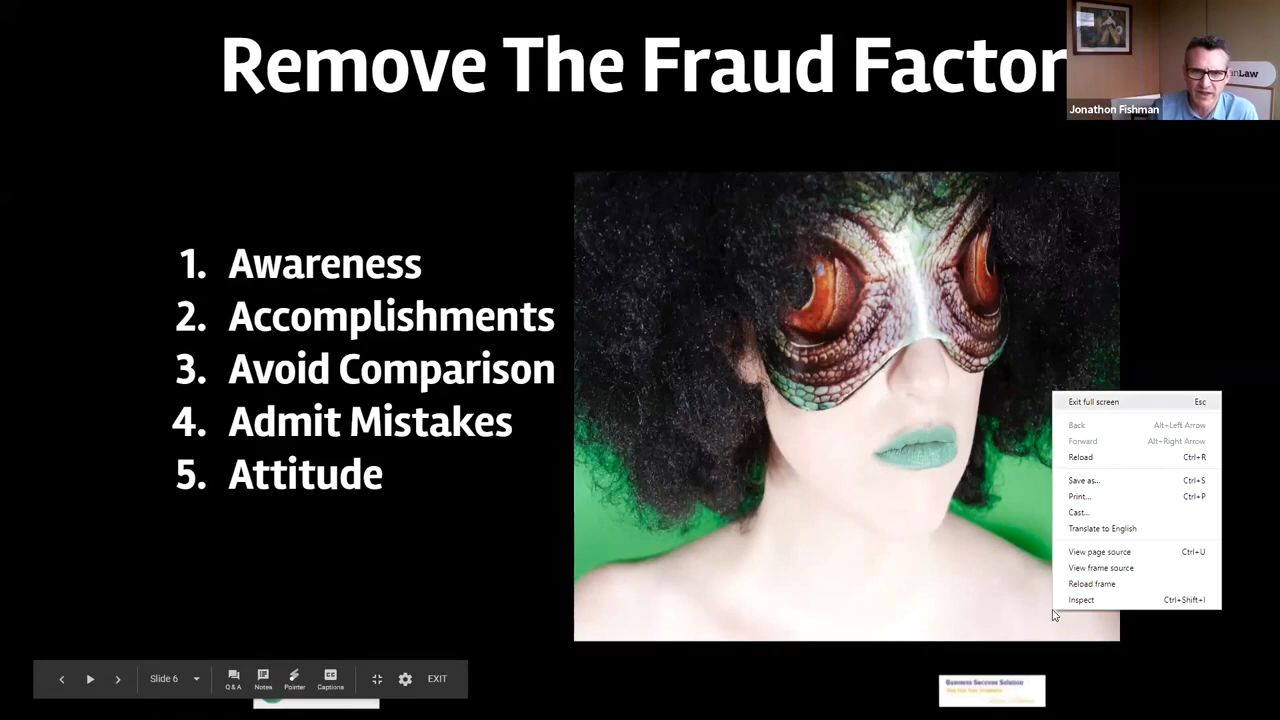 Remove The Fraud Factor
Jonathon Fishman
Law
1. Awareness
2. Accomplishments
3. Avoid Comparison
4. Admit Mistakes
5. Attitude
Exit full screen Esc
Back Alt+Left Arrow
Forward Alt+Right Arrow
Reload Ctrl+R
Save as... Ctrl+S
Print... Ctrl+P
Cast...
Translate to English
View page source Ctrl+U
View frame source
Reload frame
Inspect Ctrl+Shift+I
Slide 6
Q & A Notes Pointer Captions
EXIT
Business Success Solution